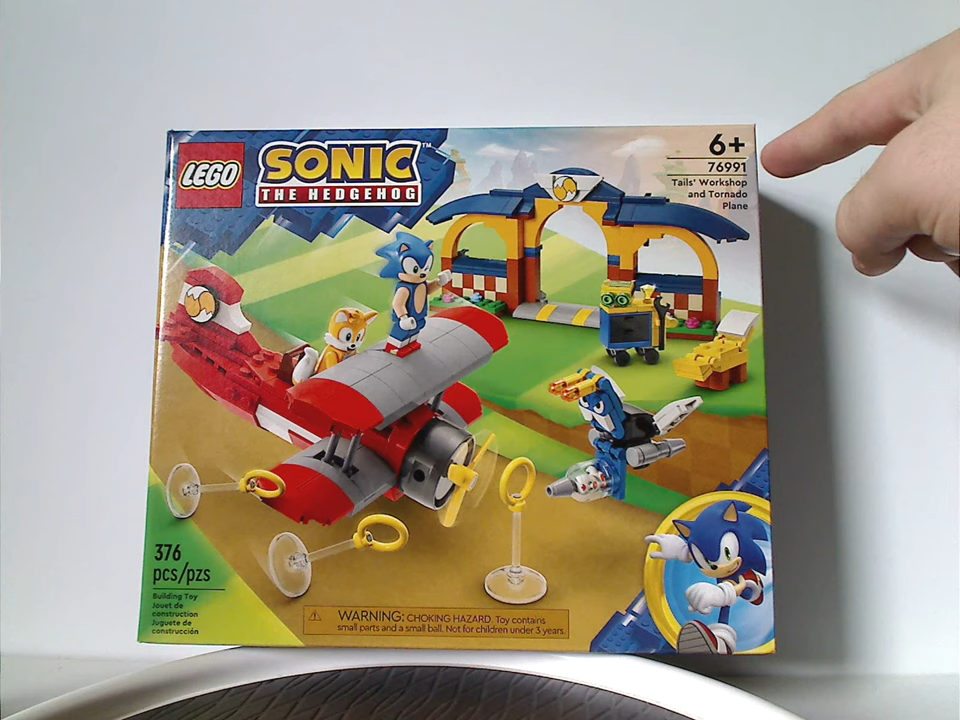 LEGO
SONIC™
THE HEDGEHOG
6+
76991
Tails' Workshop
and Tornado
Plane
376
pcs/pzs
Building Toy
Jouet de
construction
Juguete de
construcción
⚠ WARNING: CHOKING HAZARD. Toy contains
small parts and a small ball. Not for children under 3 years.